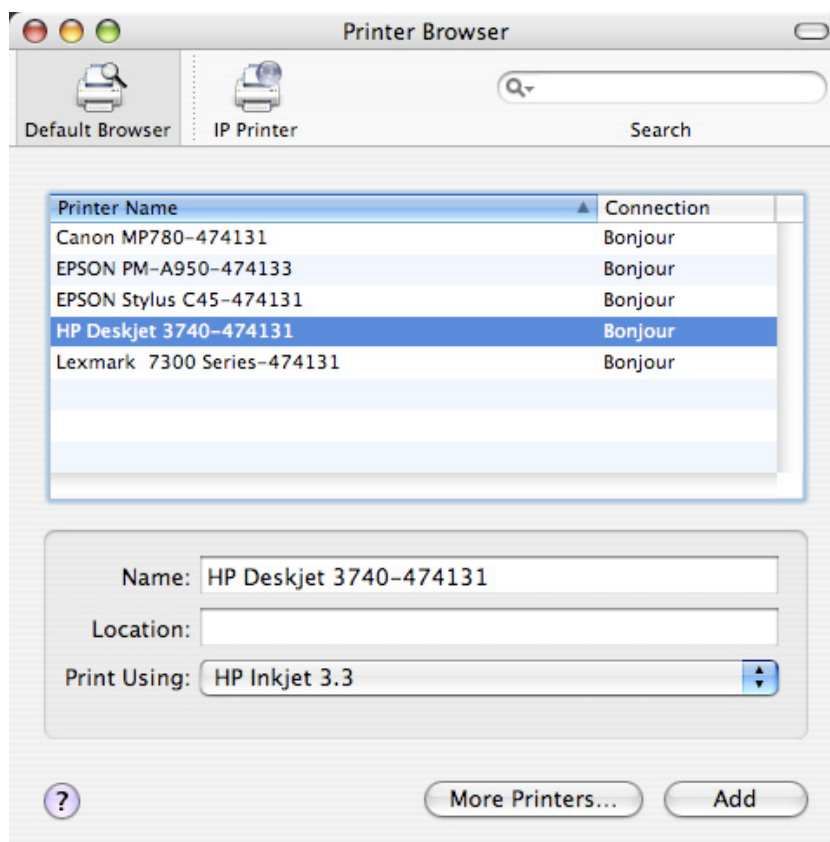 Printer Browser
Default Browser
IP Printer
Search
Printer Name Connection
Canon MP780-474131 Bonjour
EPSON PM-A950-474133 Bonjour
EPSON Stylus C45-474131 Bonjour
HP Deskjet 3740-474131 Bonjour
Lexmark  7300 Series-474131 Bonjour
Name: HP Deskjet 3740-474131
Location:
Print Using: HP Inkjet 3.3
? More Printers... Add